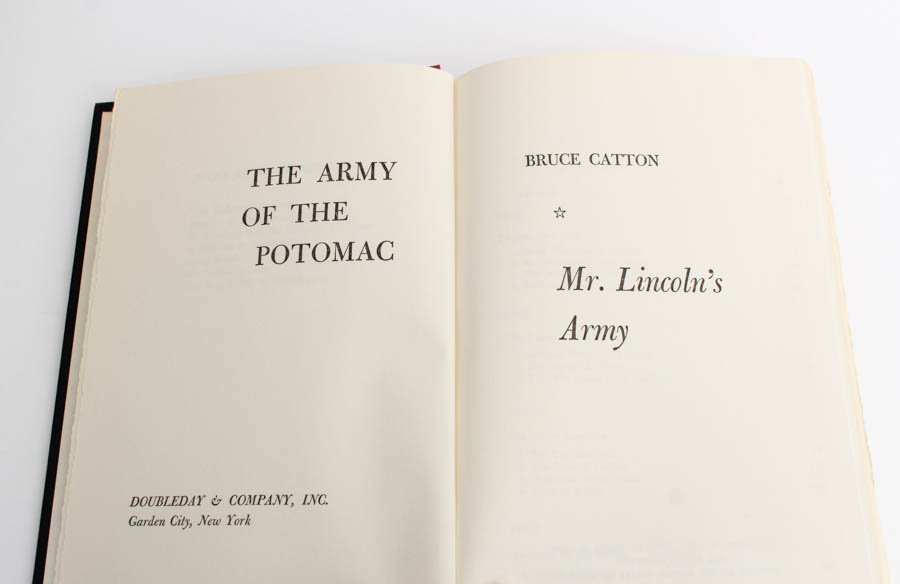 THE ARMY
OF THE
POTOMAC
DOUBLEDAY & COMPANY, INC.
Garden City, New York
BRUCE CATTON
☆
Mr. Lincoln's
Army